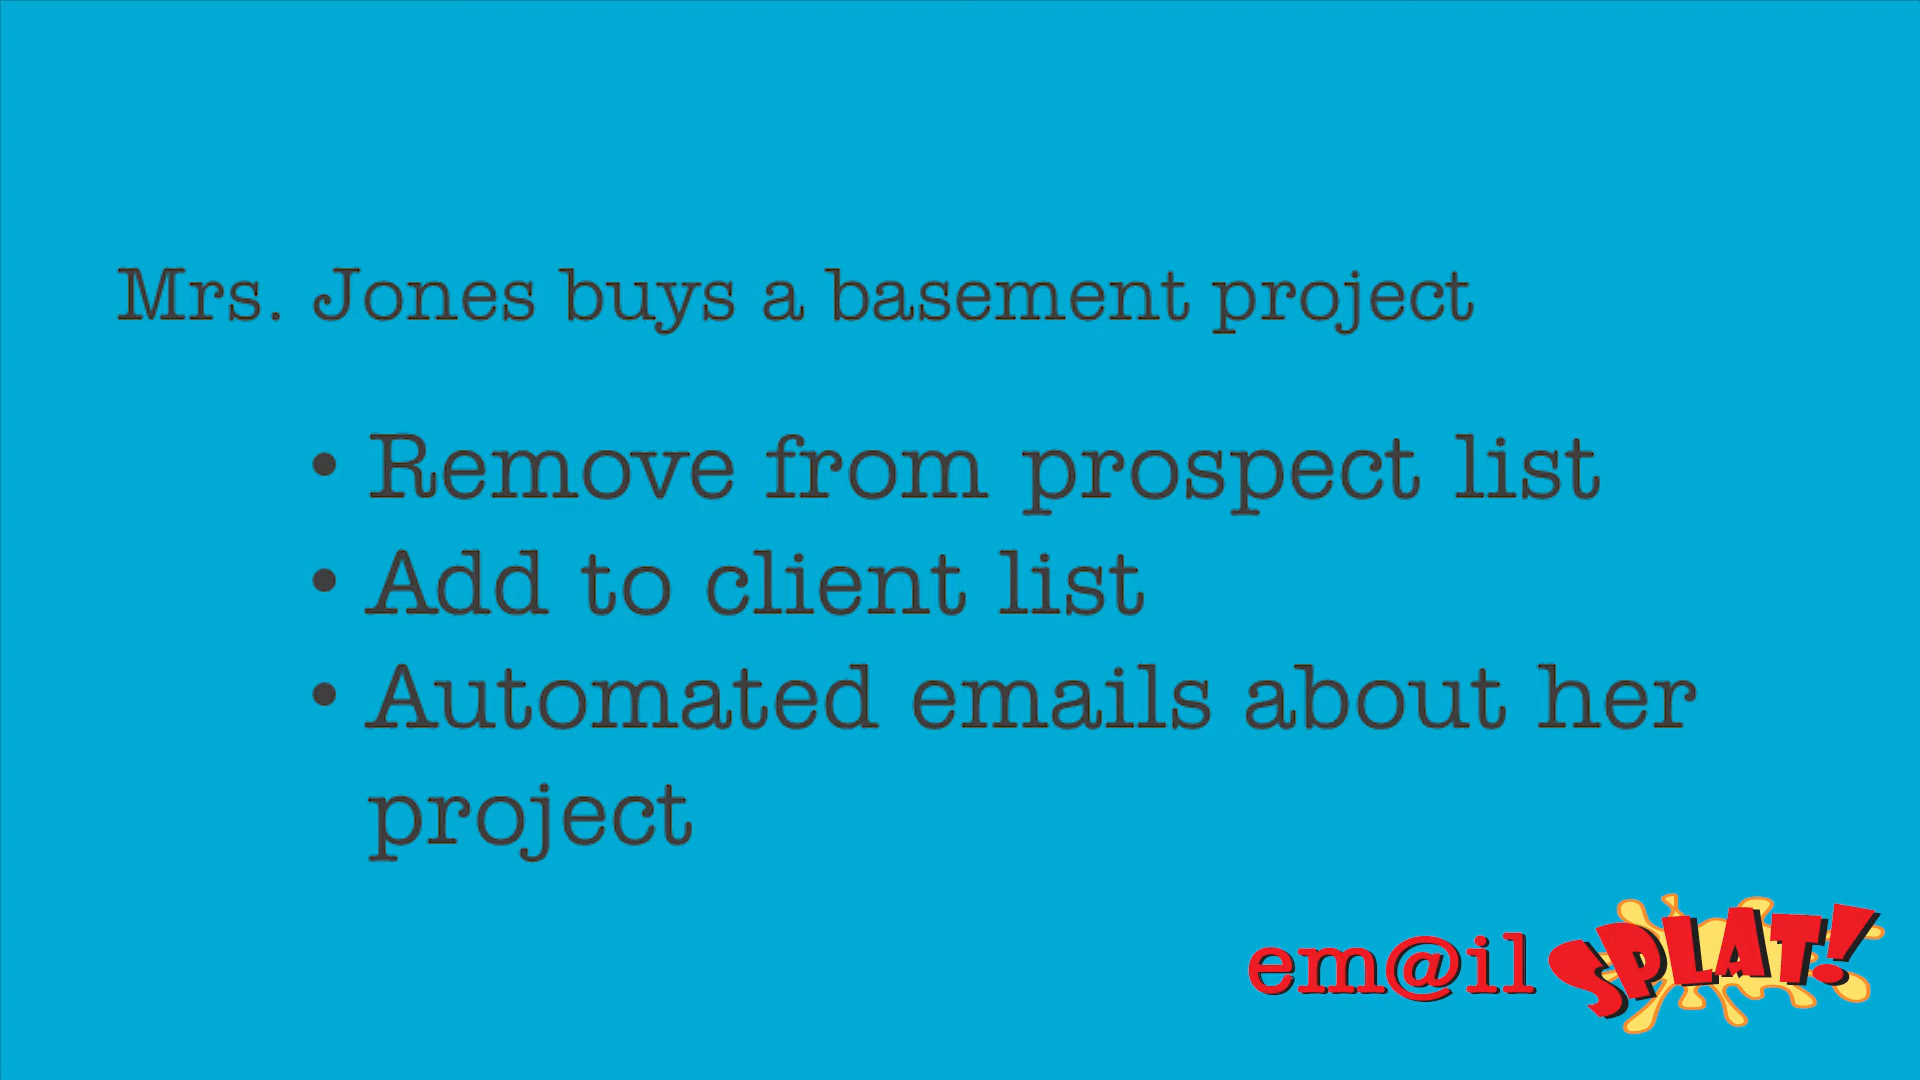 Mrs. Jones buys a basement project
• Remove from prospect list
• Add to client list
• Automated emails about her
project
em@il SPLAT!